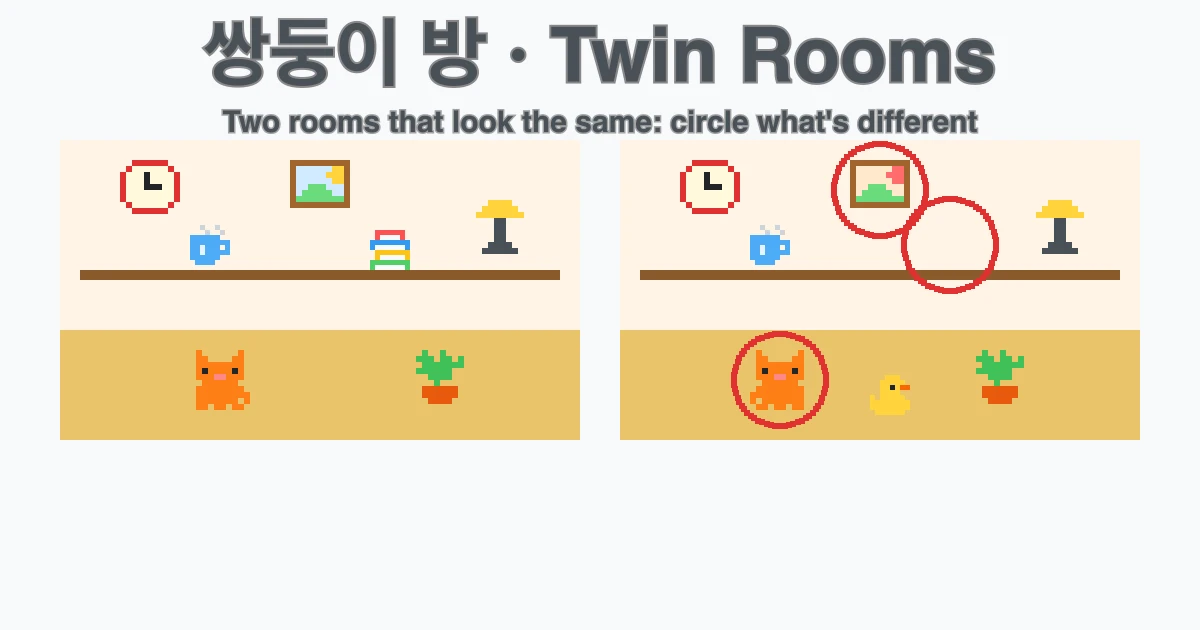 쌍둥이 방 · Twin Rooms
Two rooms that look the same: circle what's different